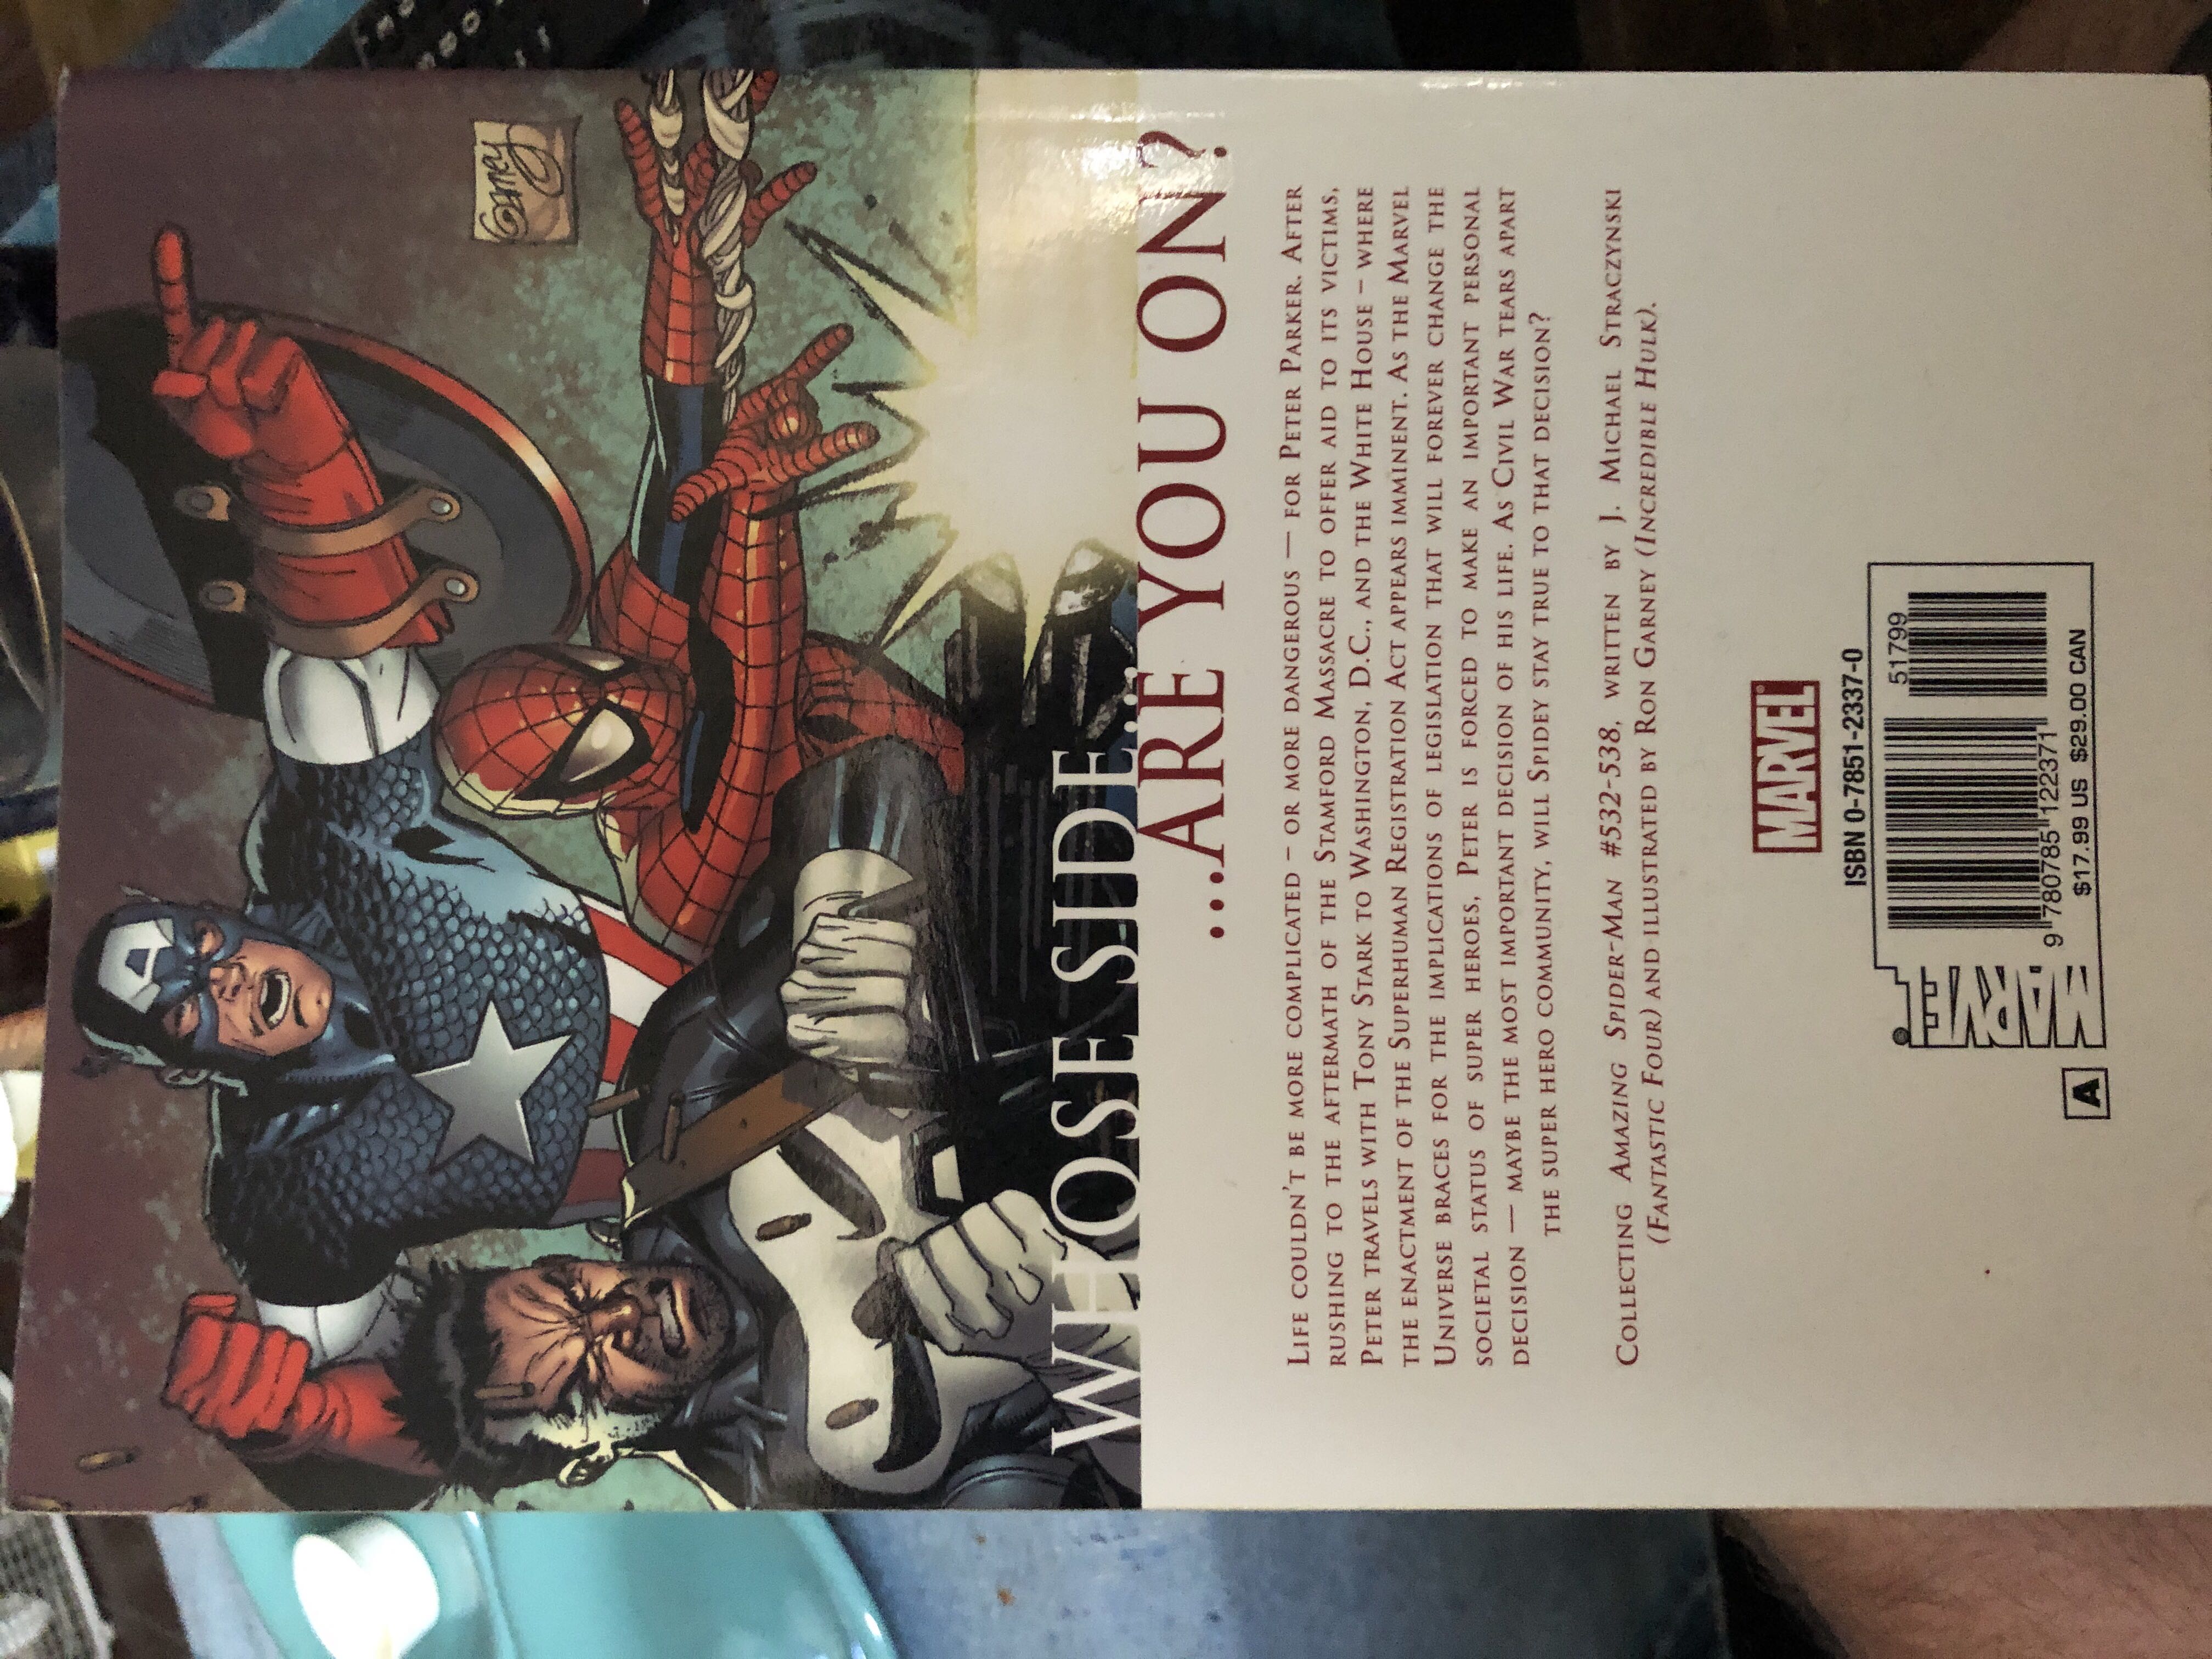 WHOSE SIDE...
...ARE YOU ON?
LIFE COULDN'T BE MORE COMPLICATED – OR MORE DANGEROUS — FOR PETER PARKER. AFTER
RUSHING TO THE AFTERMATH OF THE STAMFORD MASSACRE TO OFFER AID TO ITS VICTIMS,
PETER TRAVELS WITH TONY STARK TO WASHINGTON, D.C., AND THE WHITE HOUSE – WHERE
THE ENACTMENT OF THE SUPERHUMAN REGISTRATION ACT APPEARS IMMINENT. AS THE MARVEL
UNIVERSE BRACES FOR THE IMPLICATIONS OF LEGISLATION THAT WILL FOREVER CHANGE THE
SOCIETAL STATUS OF SUPER HEROES, PETER IS FORCED TO MAKE AN IMPORTANT PERSONAL
DECISION — MAYBE THE MOST IMPORTANT DECISION OF HIS LIFE. AS CIVIL WAR TEARS APART
THE SUPER HERO COMMUNITY, WILL SPIDEY STAY TRUE TO THAT DECISION?
COLLECTING AMAZING SPIDER-MAN #532-538, WRITTEN BY J. MICHAEL STRACZYNSKI
(FANTASTIC FOUR) AND ILLUSTRATED BY RON GARNEY (INCREDIBLE HULK).
MARVEL
ISBN 0-7851-2337-0
51799
9 780785 122371
$17.99 US $29.00 CAN
MARVEL®
A
A